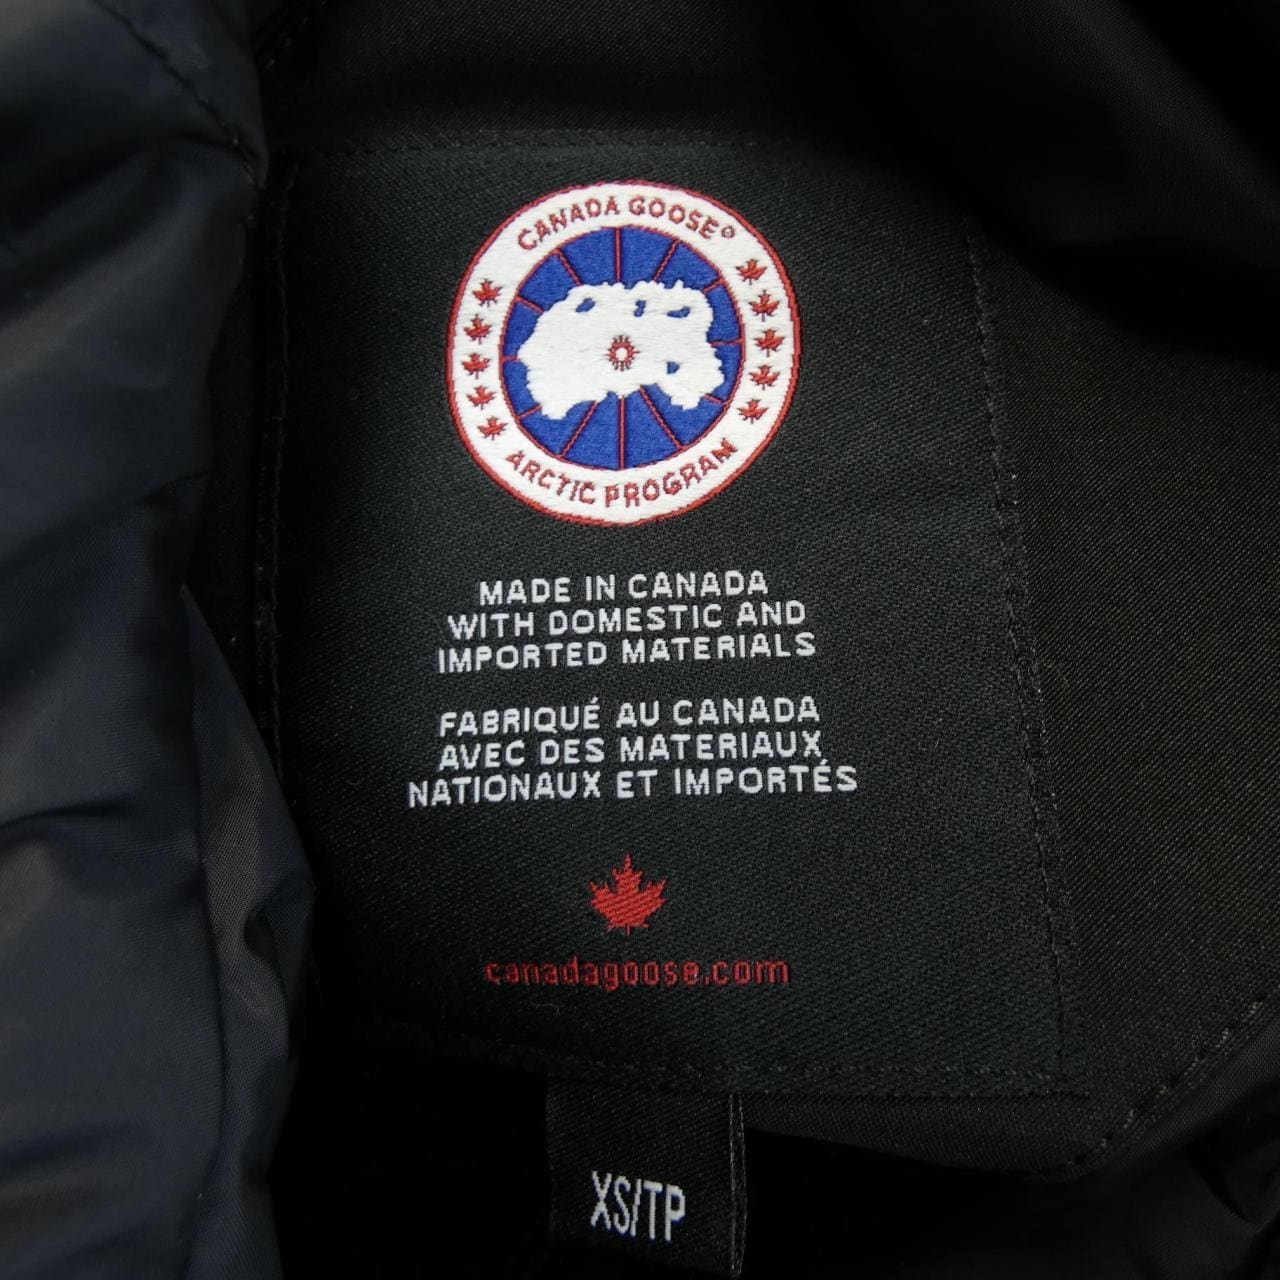 CANADA GOOSE®
ARCTIC PROGRAM
MADE IN CANADA
WITH DOMESTIC AND
IMPORTED MATERIALS
FABRIQUÉ AU CANADA
AVEC DES MATERIAUX
NATIONAUX ET IMPORTÉS
canadagoose.com
XS/TP